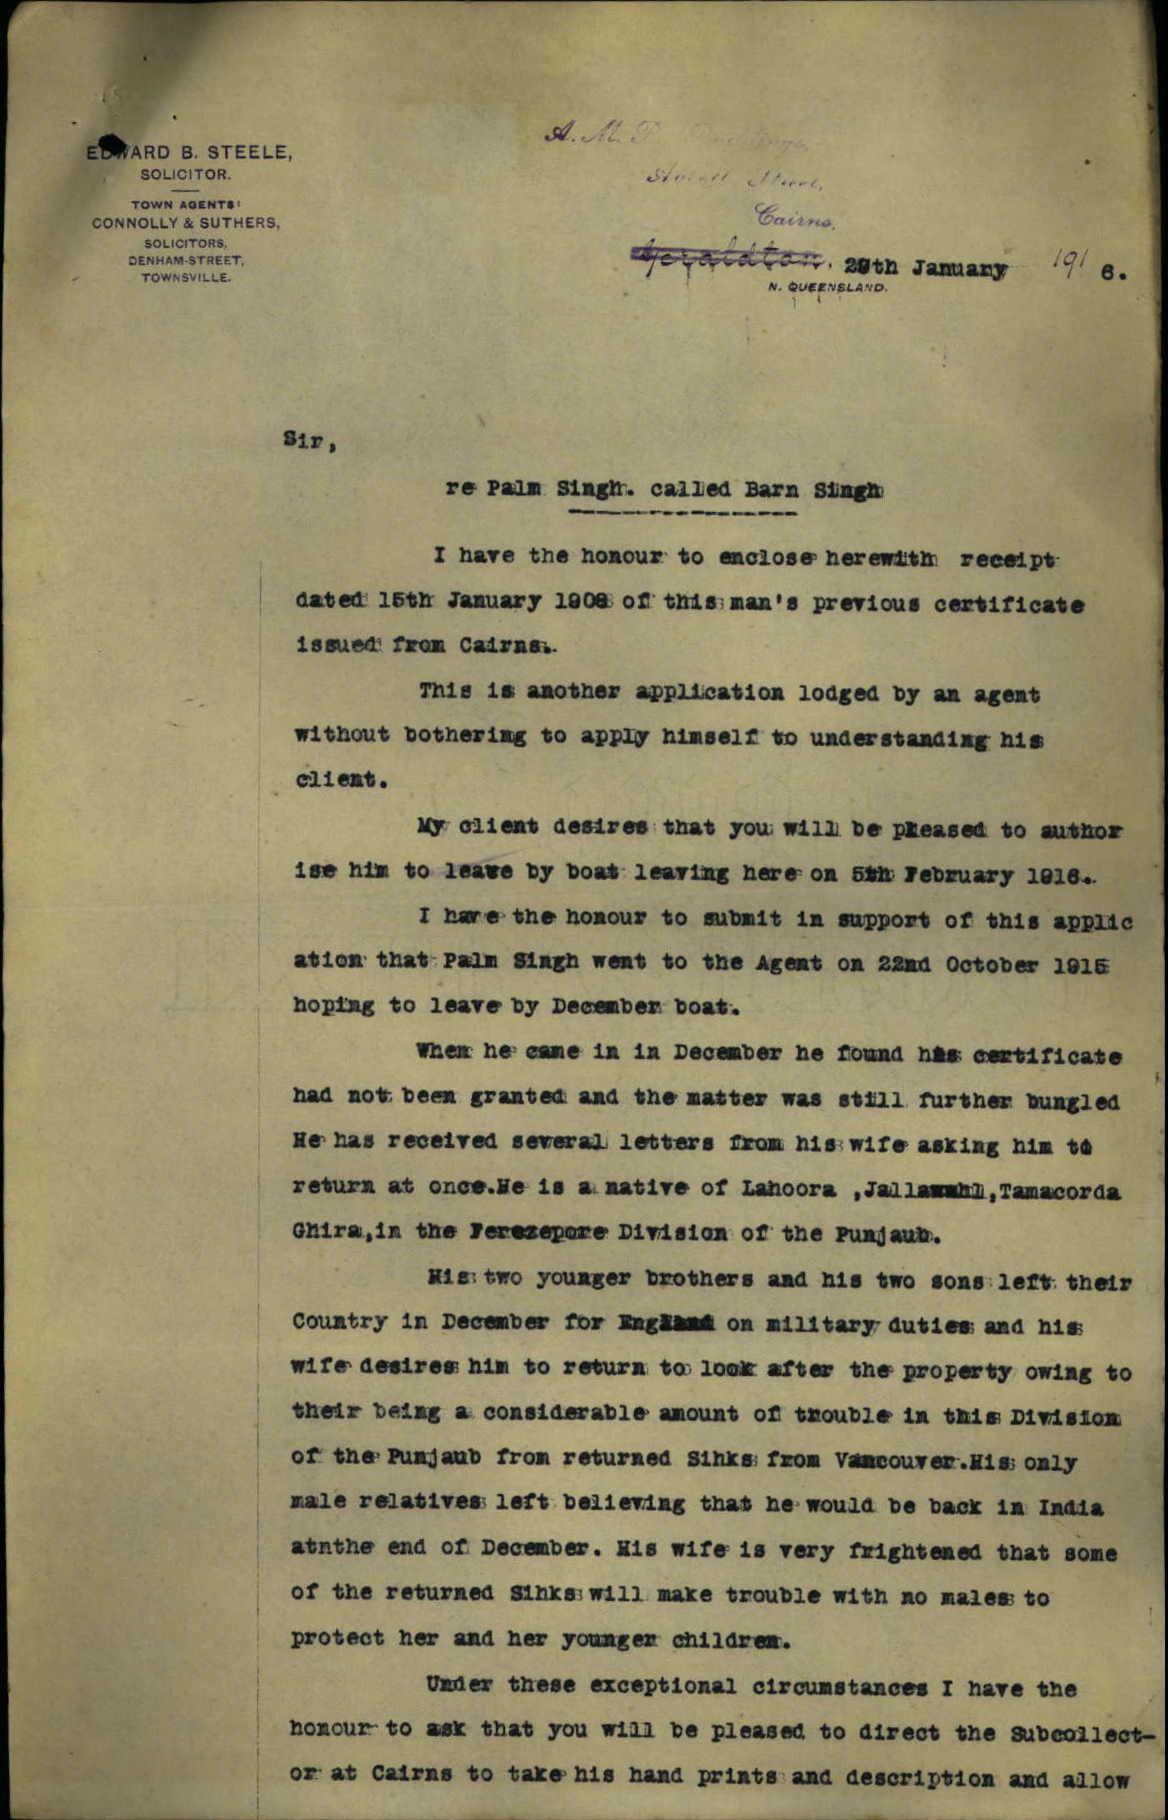 EDWARD B. STEELE,
SOLICITOR.
TOWN AGENTS:
CONNOLLY & SUTHERS,
SOLICITORS,
DENHAM-STREET,
TOWNSVILLE.
A. M. P. Buildings,
Abbott Street,
Cairns,
Geraldton, 29th January 1916.
N. QUEENSLAND.
Sir,
re Palm Singh. called Barn Singh
I have the honour to enclose herewith receipt
dated 15th January 1908 of this man's previous certificate
issued from Cairns.
This is another application lodged by an agent
without bothering to apply himself to understanding his
client.
My client desires that you will be pleased to author
ise him to leave by boat leaving here on 5th February 1916.
I have the honour to submit in support of this applic
ation that Palm Singh went to the Agent on 22nd October 1915
hoping to leave by December boat.
When he came in in December he found his certificate
had not been granted and the matter was still further bungled
He has received several letters from his wife asking him to
return at once.He is a native of Lahoora ,Jallawahl,Tamacorda
Ghira,in the Ferezepore Division of the Punjaub.
His two younger brothers and his two sons left their
Country in December for England on military duties and his
wife desires him to return to look after the property owing to
their being a considerable amount of trouble in this Division
of the Punjaub from returned Sihks from Vancouver.His only
male relatives left believing that he would be back in India
atnthe end of December. His wife is very frightened that some
of the returned Sihks will make trouble with no males to
protect her and her younger children.
Under these exceptional circumstances I have the
honour to ask that you will be pleased to direct the Subcollect-
or at Cairns to take his hand prints and description and allow